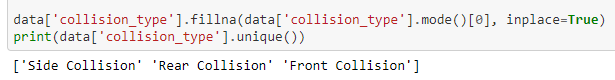 data['collision_type'].fillna(data['collision_type'].mode()[0], inplace=True)
print(data['collision_type'].unique())
['Side Collision' 'Rear Collision' 'Front Collision']